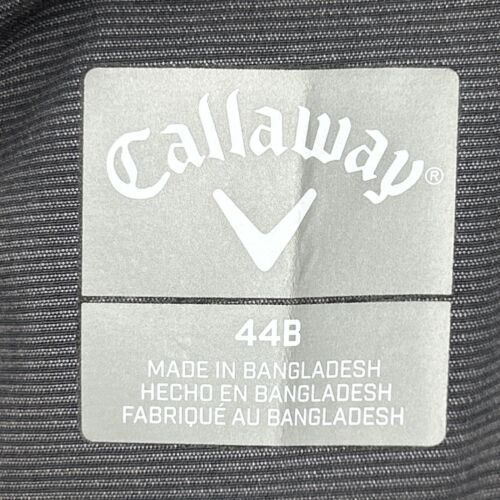 Callaway®
44B
MADE IN BANGLADESH
HECHO EN BANGLADESH
FABRIQUÉ AU BANGLADESH